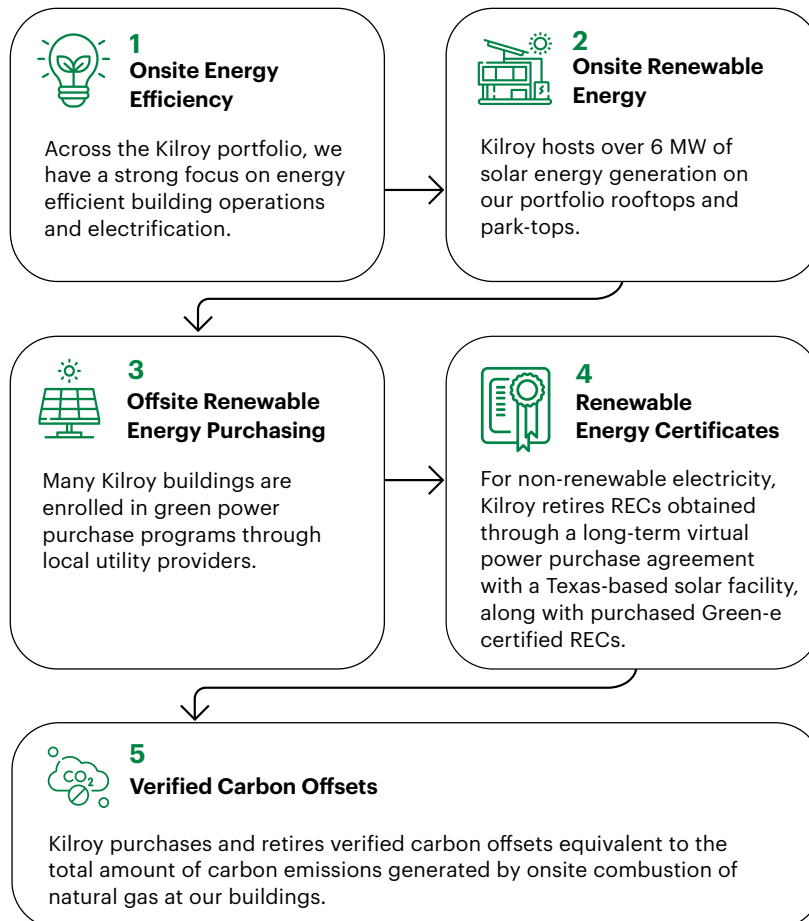 1
Onsite Energy
Efficiency
Across the Kilroy portfolio, we
have a strong focus on energy
efficient building operations
and electrification.
2
Onsite Renewable
Energy
Kilroy hosts over 6 MW of
solar energy generation on
our portfolio rooftops and
park-tops.
3
Offsite Renewable
Energy Purchasing
Many Kilroy buildings are
enrolled in green power
purchase programs through
local utility providers.
4
Renewable
Energy Certificates
For non-renewable electricity,
Kilroy retires RECs obtained
through a long-term virtual
power purchase agreement
with a Texas-based solar facility,
along with purchased Green-e
certified RECs.
CO₂
5
Verified Carbon Offsets
Kilroy purchases and retires verified carbon offsets equivalent to the
total amount of carbon emissions generated by onsite combustion of
natural gas at our buildings.